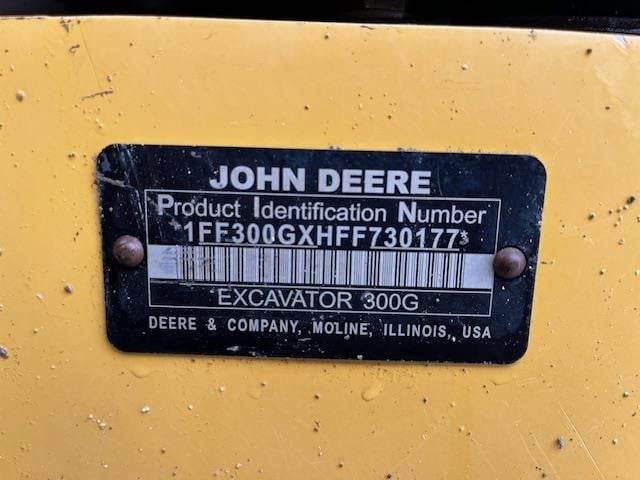 JOHN DEERE
Product Identification Number
*1FF300GXHFF730177*
EXCAVATOR 300G
DEERE & COMPANY, MOLINE, ILLINOIS, USA